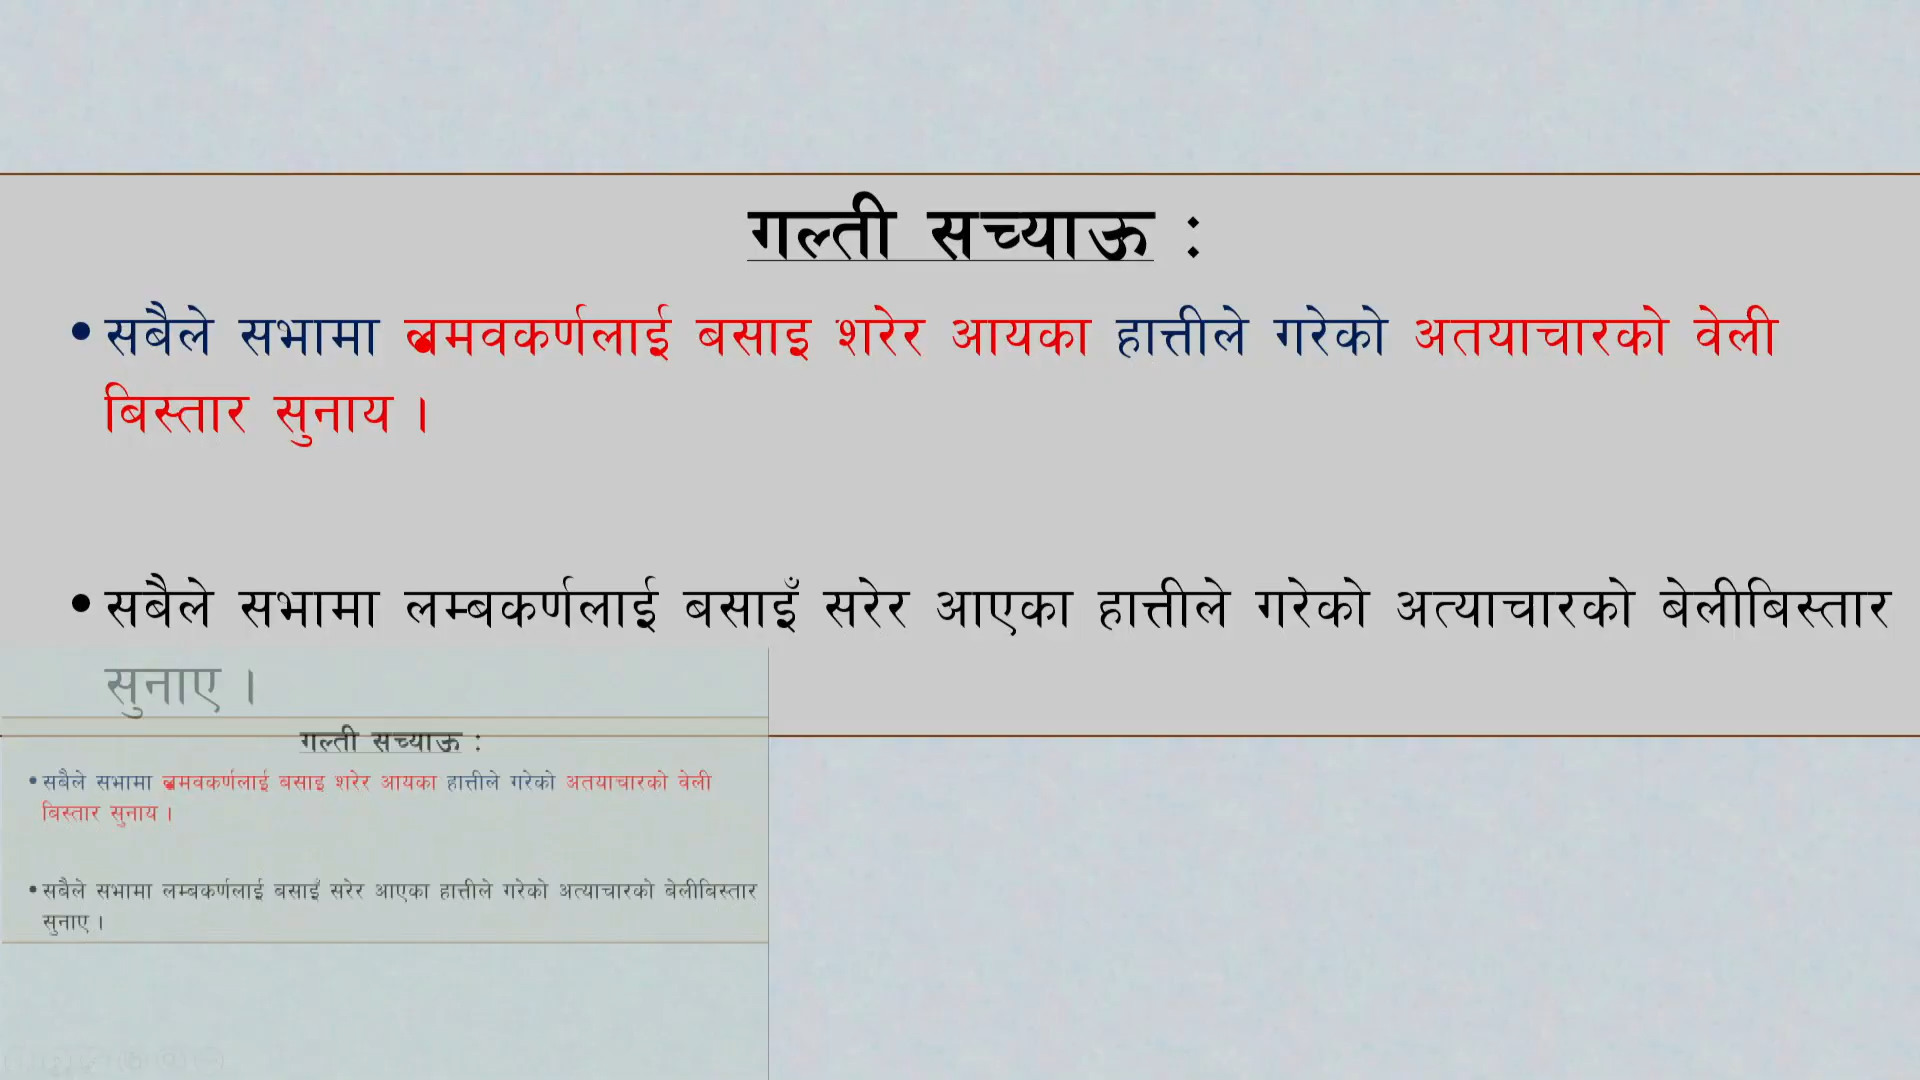 गल्ती सच्याऊ :
•सबैले सभामा लमवकर्णलाई बसाइ शरेर आयका हात्तीले गरेको अतयाचारको वेली
बिस्तार सुनाय ।
•सबैले सभामा लम्बकर्णलाई बसाइँ सरेर आएका हात्तीले गरेको अत्याचारको बेलीबिस्तार
सुनाए ।
गल्ती सच्याऊ :
•सबैले सभामा लमवकर्णलाई बसाइ शरेर आयका हात्तीले गरेको अतयाचारको वेली
बिस्तार सुनाय ।
•सबैले सभामा लम्बकर्णलाई बसाइँ सरेर आएका हात्तीले गरेको अत्याचारको बेलीबिस्तार
सुनाए ।